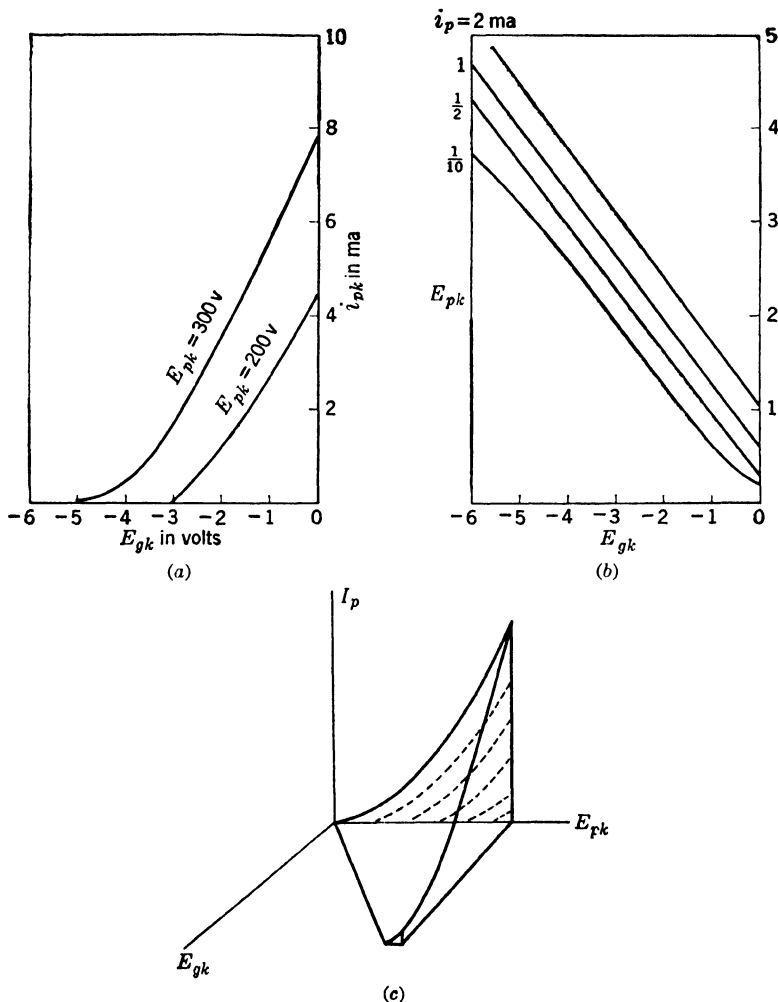 10
8
6
4
2
i_pk in ma
E_pk = 300 v
E_pk = 200 v
-6 -5 -4 -3 -2 -1 0
E_gk in volts
(a)
i_p = 2 ma
1
1/2
1/10
E_pk
5
4
3
2
1
-6 -5 -4 -3 -2 -1 0
E_gk
(b)
I_p
E_pk
E_gk
(c)